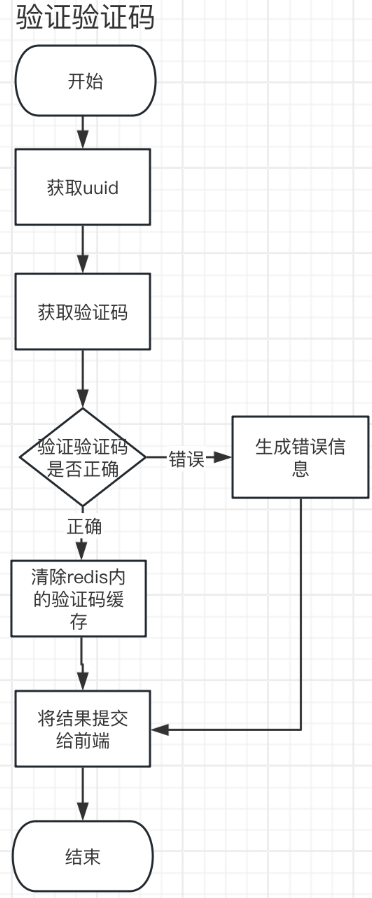 验证验证码
开始
获取uuid
获取验证码
验证验证码
是否正确
错误
生成错误信
息
正确
清除redis内
的验证码缓
存
将结果提交
给前端
结束